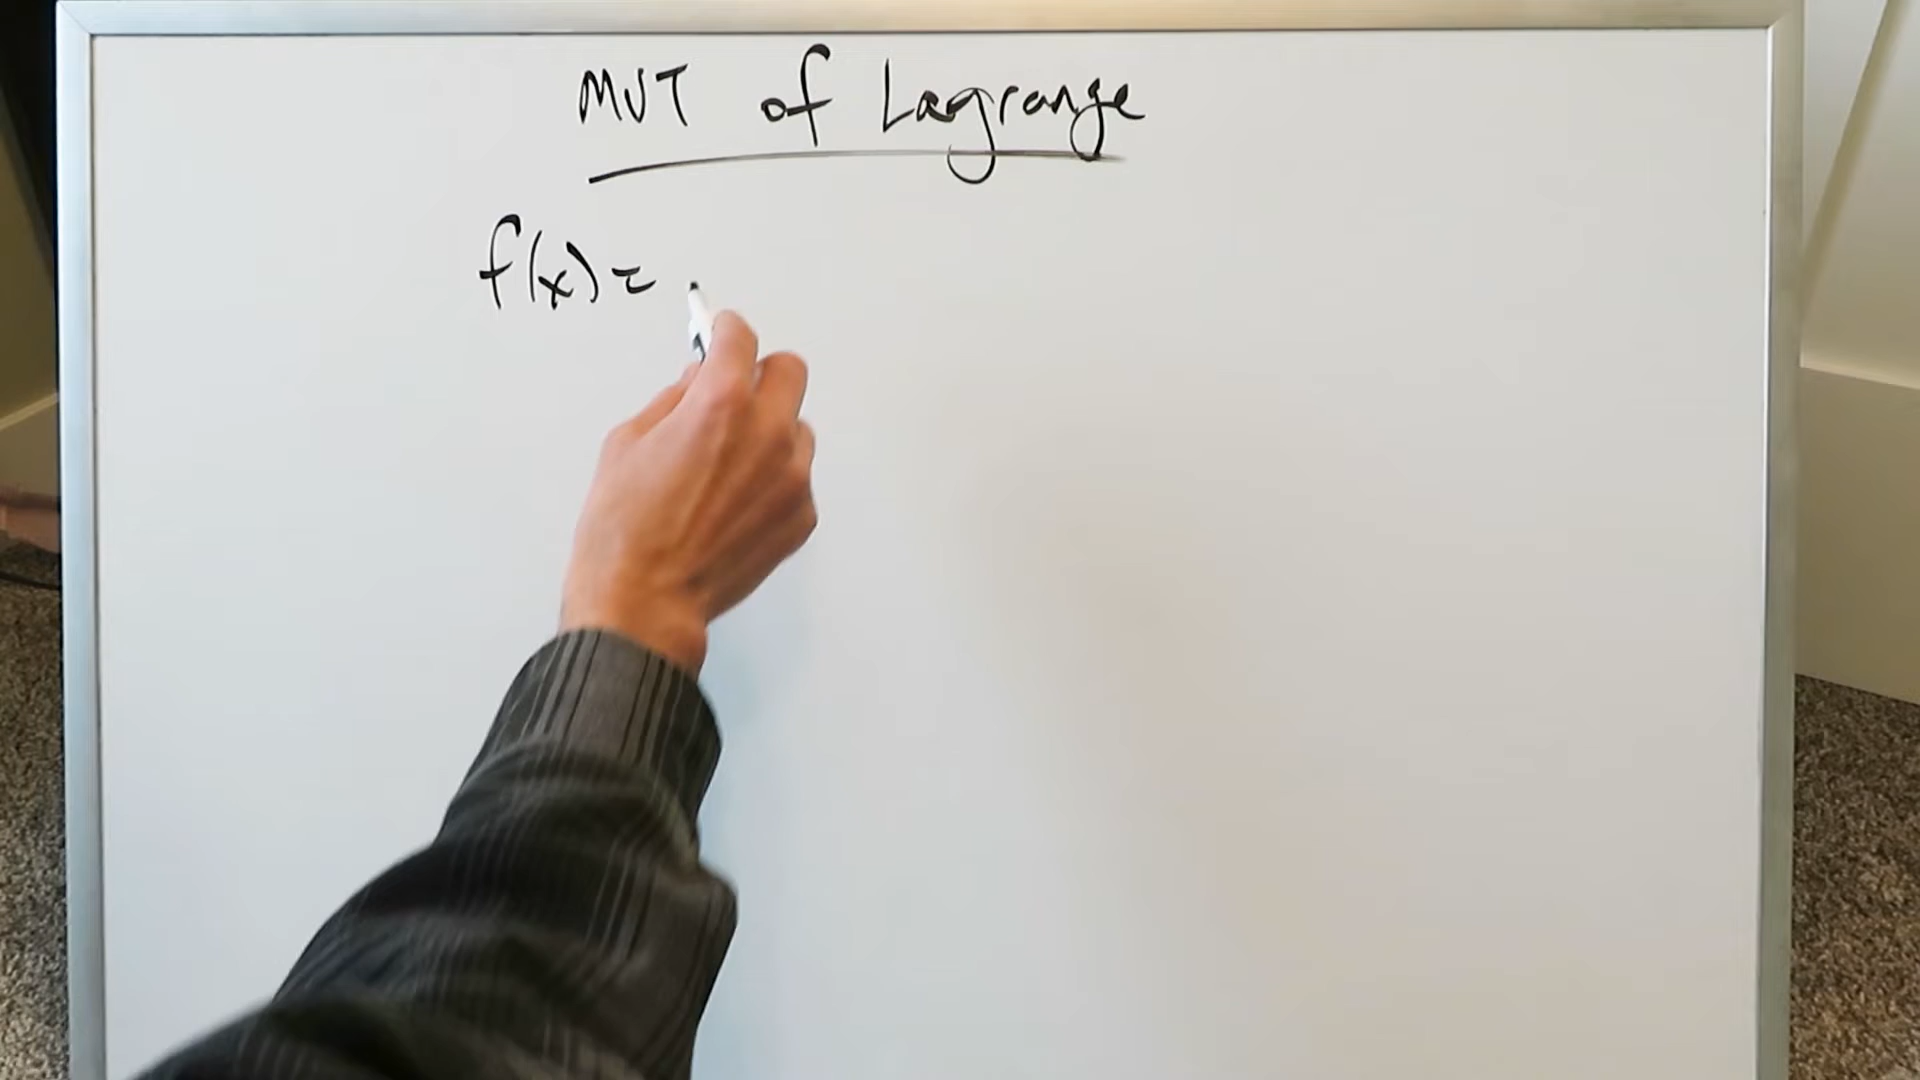 MVT of Lagrange
f(x) =